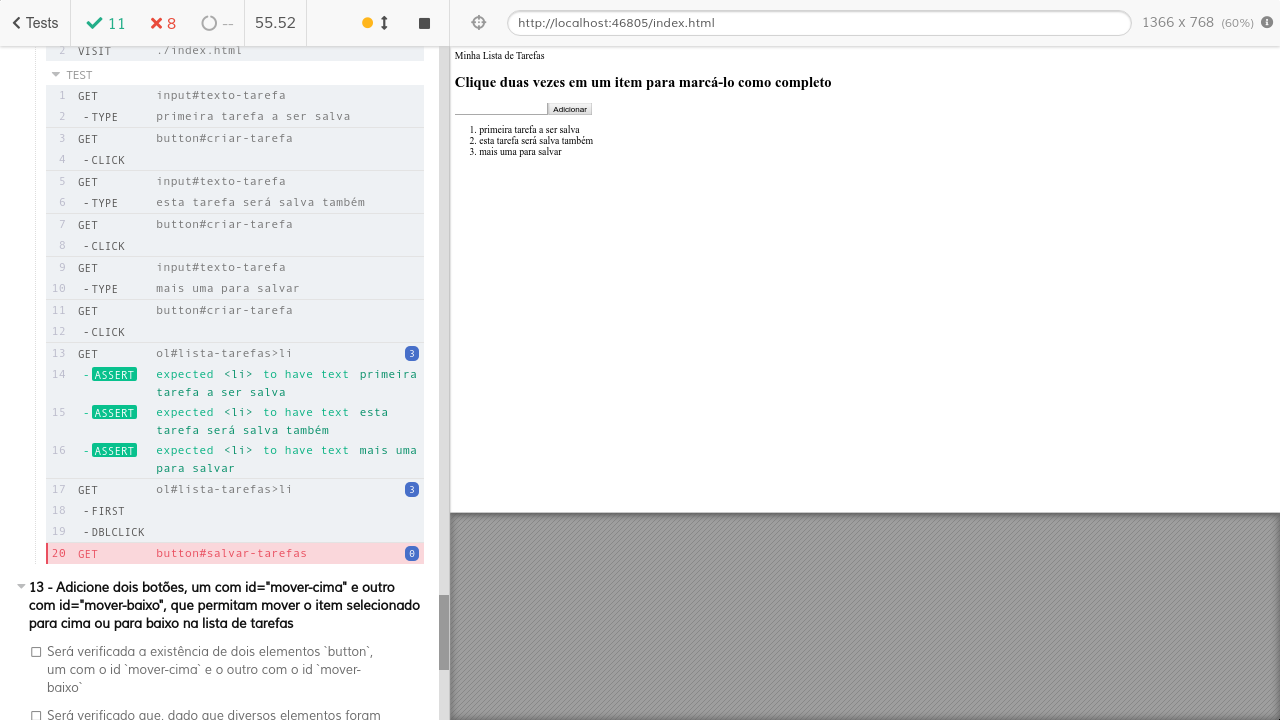 Tests 11 8 -- 55.52
http://localhost:46805/index.html
1366 x 768 (60%)
2 VISIT ./index.html
TEST
1 GET input#texto-tarefa
2 -TYPE primeira tarefa a ser salva
3 GET button#criar-tarefa
4 -CLICK
5 GET input#texto-tarefa
6 -TYPE esta tarefa será salva também
7 GET button#criar-tarefa
8 -CLICK
9 GET input#texto-tarefa
10 -TYPE mais uma para salvar
11 GET button#criar-tarefa
12 -CLICK
13 GET ol#lista-tarefas>li 3
14 -ASSERT expected <li> to have text primeira
tarefa a ser salva
15 -ASSERT expected <li> to have text esta
tarefa será salva também
16 -ASSERT expected <li> to have text mais uma
para salvar
17 GET ol#lista-tarefas>li 3
18 -FIRST
19 -DBLCLICK
20 GET button#salvar-tarefas 0
13 - Adicione dois botões, um com id="mover-cima" e outro
com id="mover-baixo", que permitam mover o item selecionado
para cima ou para baixo na lista de tarefas
Será verificada a existência de dois elementos `button`,
um com o id `mover-cima` e o outro com o id `mover-
baixo`
Será verificado que, dado que diversos elementos foram
Minha Lista de Tarefas
Clique duas vezes em um item para marcá-lo como completo
Adicionar
1. primeira tarefa a ser salva
2. esta tarefa será salva também
3. mais uma para salvar